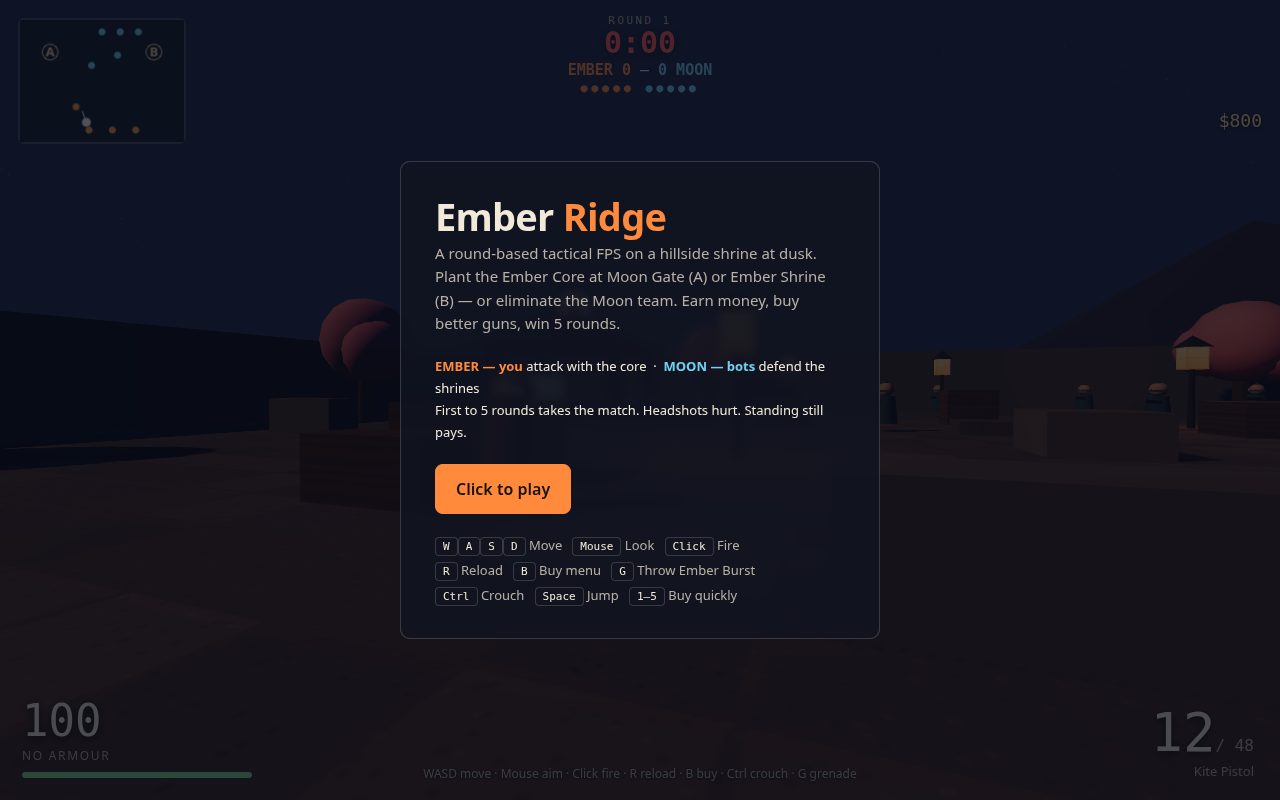 A
B
ROUND 1
0:00
EMBER 0 — 0 MOON
$800
Ember Ridge
A round-based tactical FPS on a hillside shrine at dusk.
Plant the Ember Core at Moon Gate (A) or Ember Shrine
(B) — or eliminate the Moon team. Earn money, buy
better guns, win 5 rounds.
EMBER — you attack with the core · MOON — bots defend the
shrines
First to 5 rounds takes the match. Headshots hurt. Standing still
pays.
Click to play
W A S D Move Mouse Look Click Fire
R Reload B Buy menu G Throw Ember Burst
Ctrl Crouch Space Jump 1–5 Buy quickly
100
NO ARMOUR
12 / 48
Kite Pistol
WASD move · Mouse aim · Click fire · R reload · B buy · Ctrl crouch · G grenade